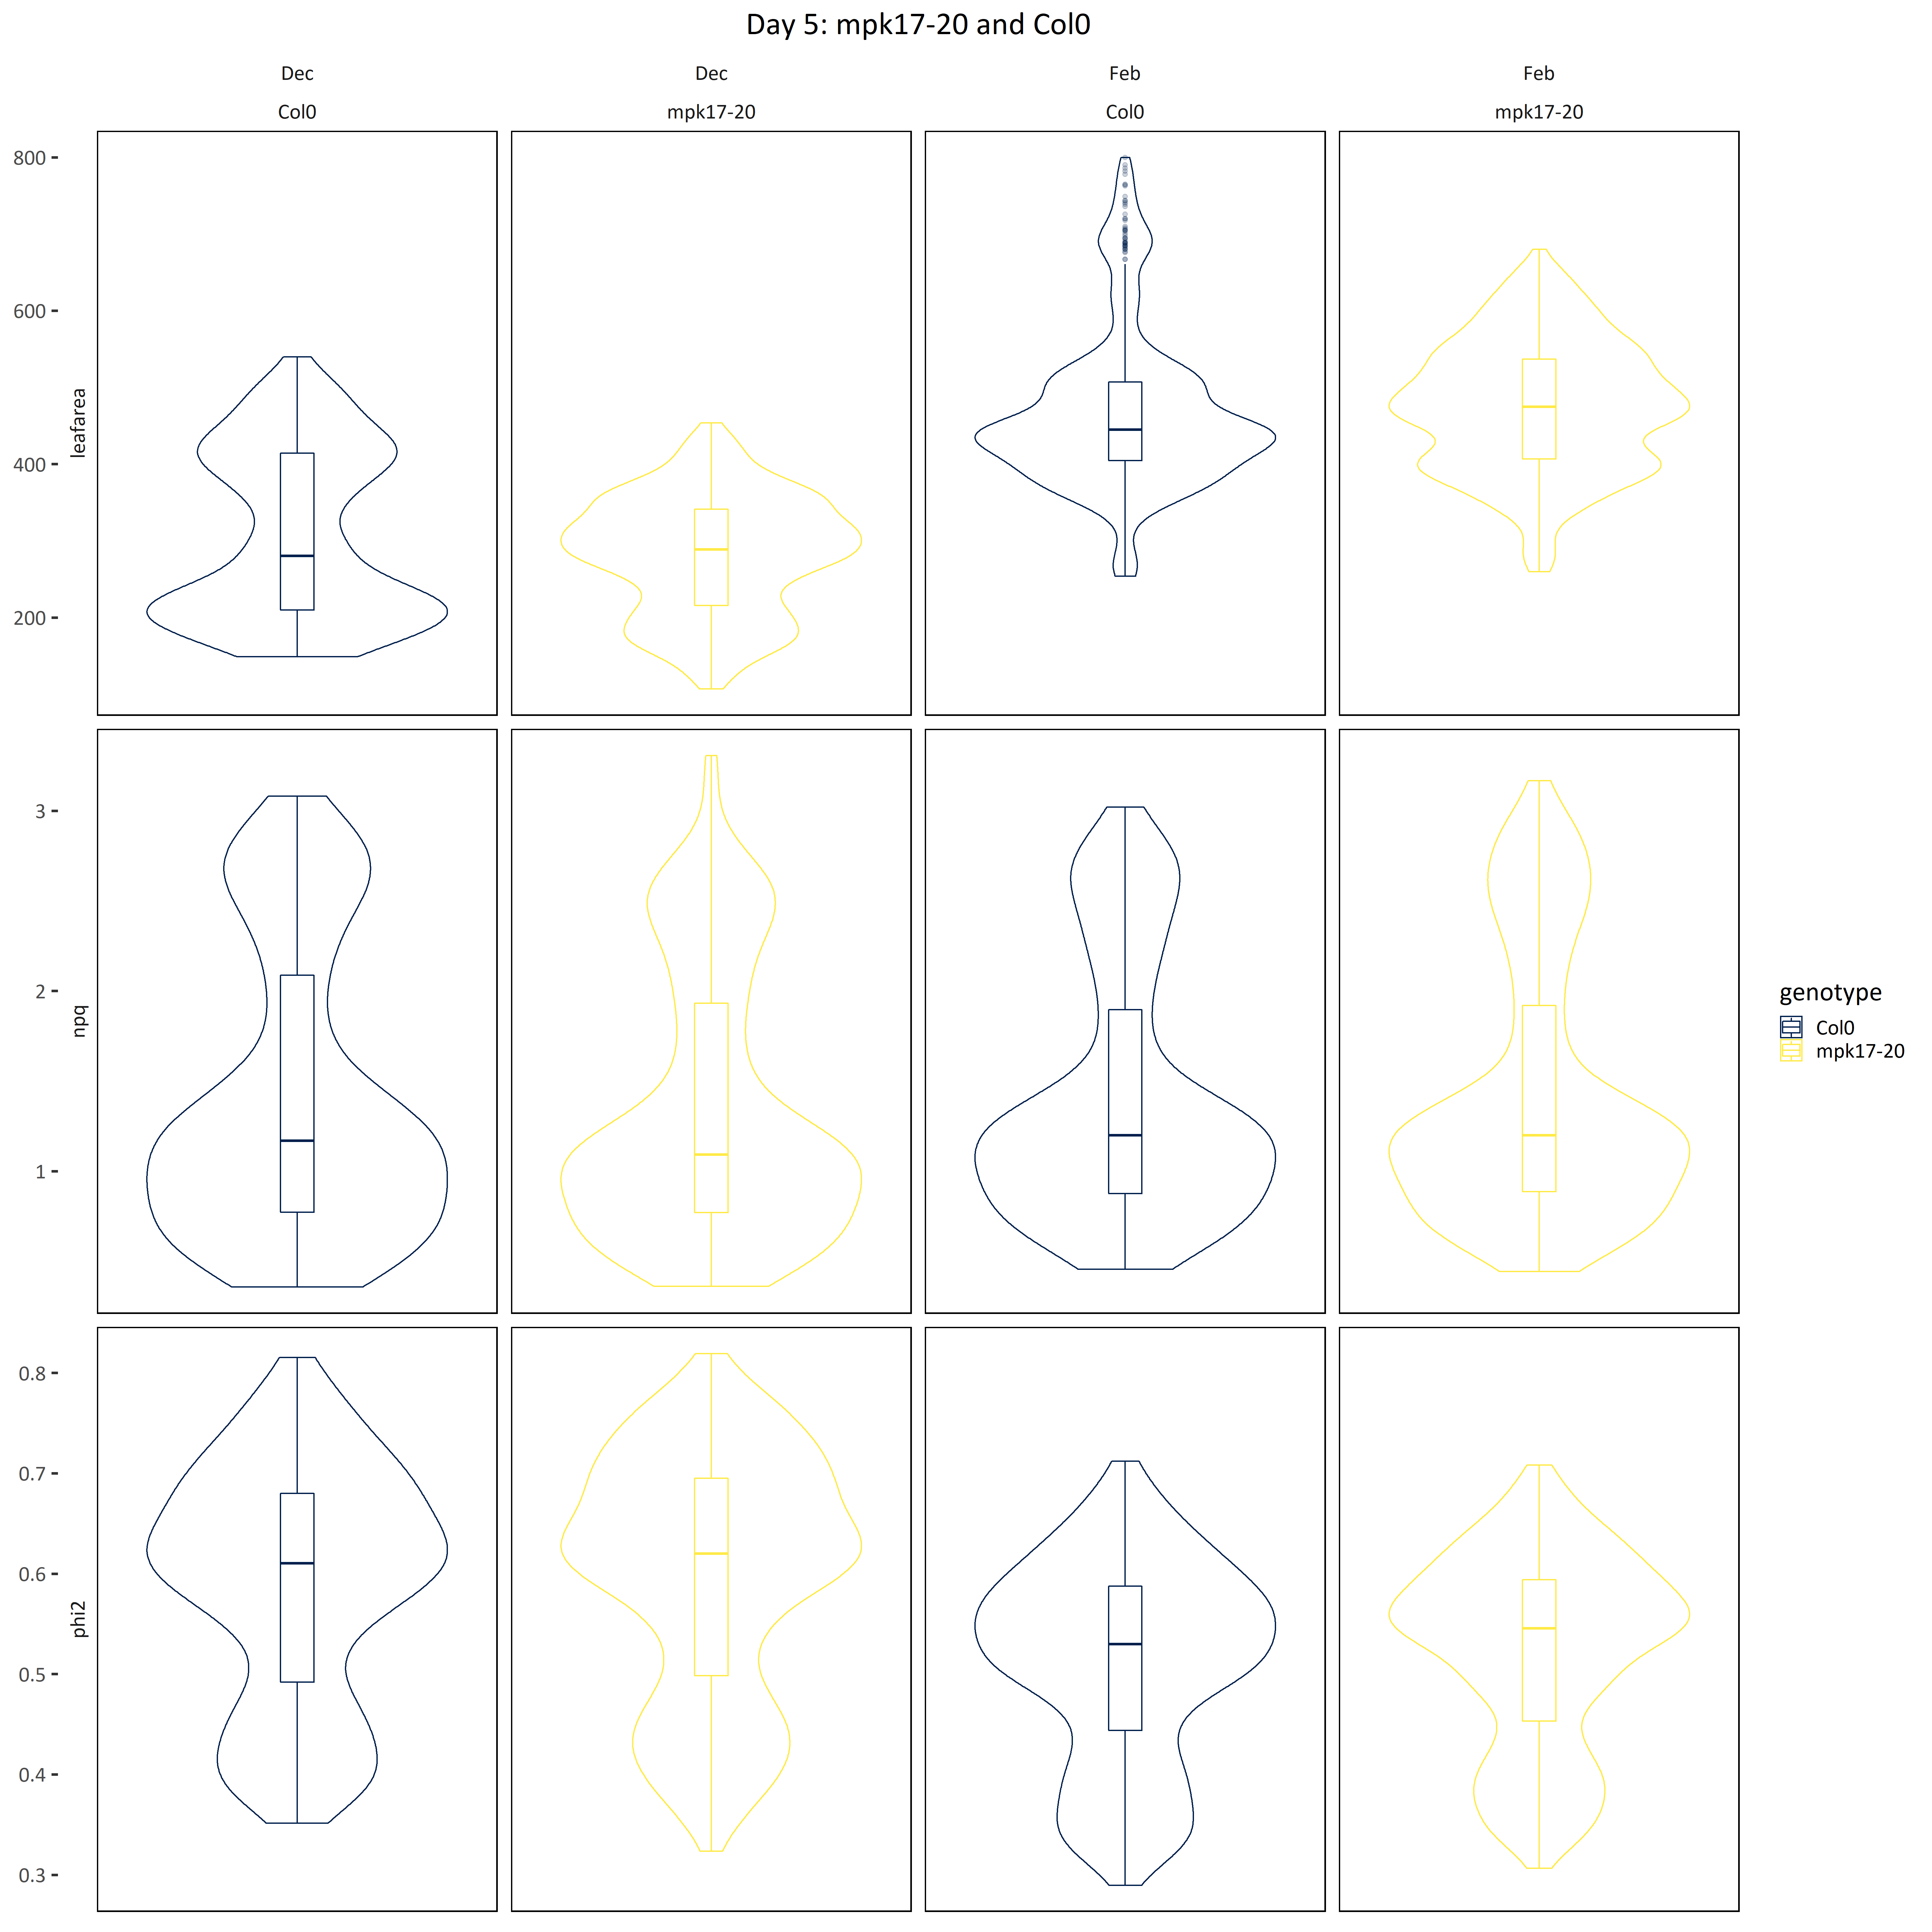 Day 5: mpk17-20 and Col0
Dec
Dec
Feb
Feb
Col0
mpk17-20
Col0
mpk17-20
leafarea
800
600
400
200
npq
3
2
1
phi2
0.8
0.7
0.6
0.5
0.4
0.3
genotype
Col0
mpk17-20